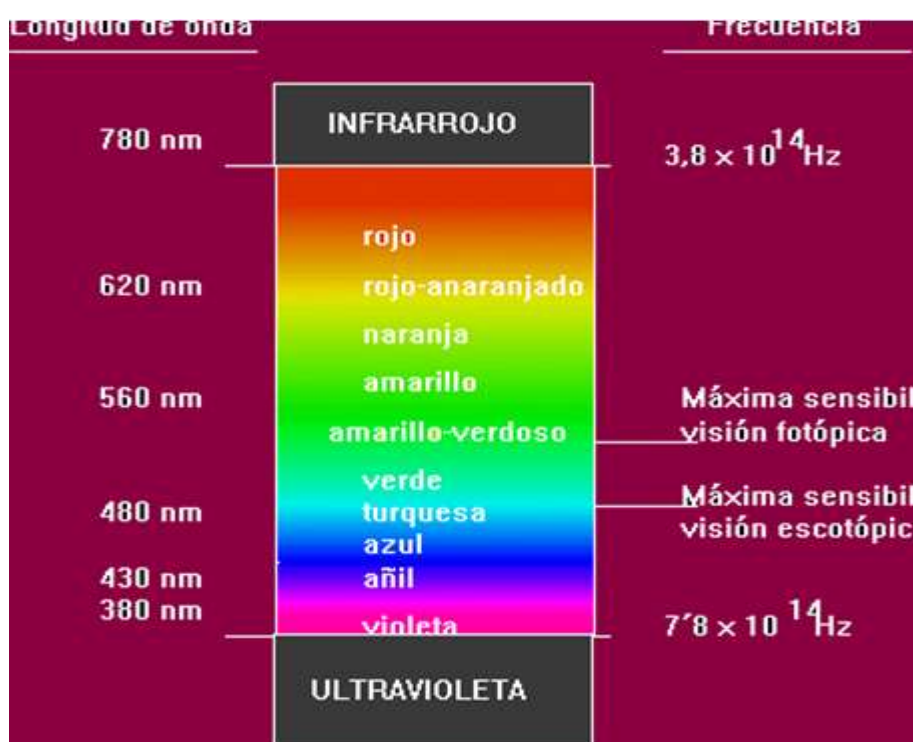 Longitud de onda
Frecuencia
INFRARROJO
780 nm
3,8 × 10¹⁴Hz
rojo
620 nm
rojo-anaranjado
naranja
amarillo
560 nm
Máxima sensibil
amarillo-verdoso
visión fotópica
verde
Máxima sensibil
480 nm
turquesa
visión escotópic
azul
430 nm
añil
380 nm
violeta
7´8 × 10 ¹⁴Hz
ULTRAVIOLETA